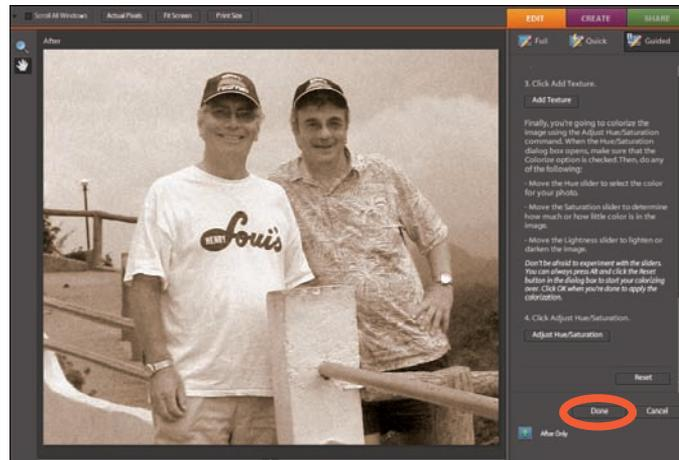 Scroll All Windows Actual Pixels Fit Screen Print Size
EDIT CREATE SHARE
Full Quick Guided
After
3. Click Add Texture.
Add Texture
Finally, you're going to colorize the
image using the Adjust Hue/Saturation
command. When the Hue/Saturation
dialog box opens, make sure that the
Colorize option is checked. Then, do any
of the following:
- Move the Hue slider to select the color
for your photo.
- Move the Saturation slider to determine
how much or how little color is in the
image.
- Move the Lightness slider to lighten or
darken the image.
Don't be afraid to experiment with the sliders.
You can always press Alt and click the Reset
button in the dialog box to start your colorizing
over. Click OK when you're done to apply the
colorization.
4. Click Adjust Hue/Saturation.
Adjust Hue/Saturation
Reset
Done Cancel
After Only
HENRY Louis